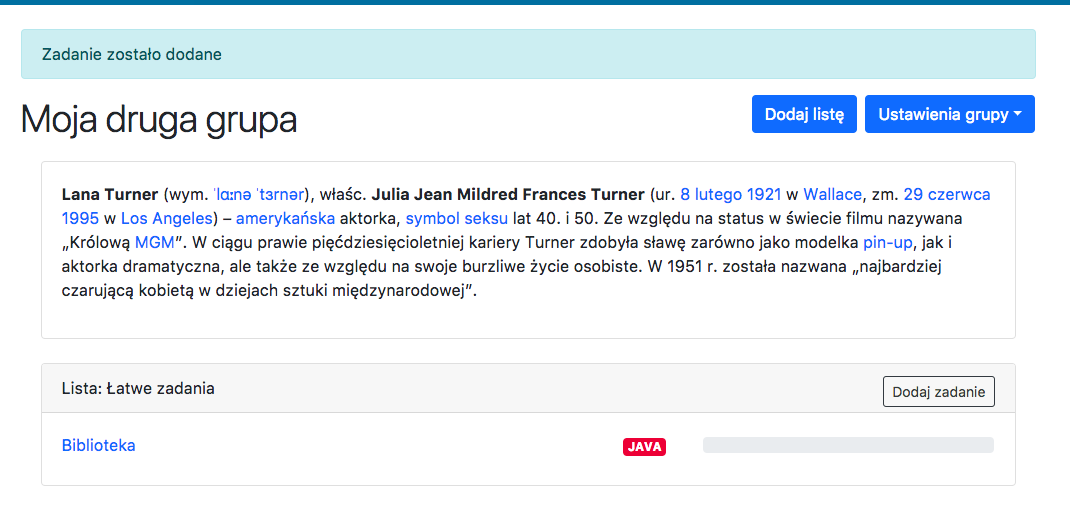 Zadanie zostało dodane
Moja druga grupa
Dodaj listę
Ustawienia grupy
Lana Turner (wym. ˈlɑːnə ˈtɜrnər), właśc. Julia Jean Mildred Frances Turner (ur. 8 lutego 1921 w Wallace, zm. 29 czerwca
1995 w Los Angeles) – amerykańska aktorka, symbol seksu lat 40. i 50. Ze względu na status w świecie filmu nazywana
„Królową MGM”. W ciągu prawie pięćdziesięcioletniej kariery Turner zdobyła sławę zarówno jako modelka pin-up, jak i
aktorka dramatyczna, ale także ze względu na swoje burzliwe życie osobiste. W 1951 r. została nazwana „najbardziej
czarującą kobietą w dziejach sztuki międzynarodowej”.
Lista: Łatwe zadania
Dodaj zadanie
Biblioteka
JAVA